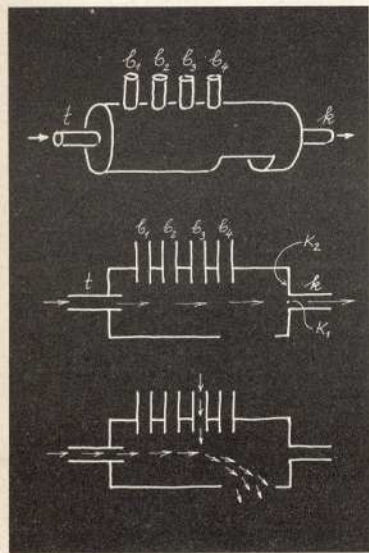 b₁ b₂ b₃ b₄
t k
b₁ b₂ b₃ b₄
K₂
t k
K₁